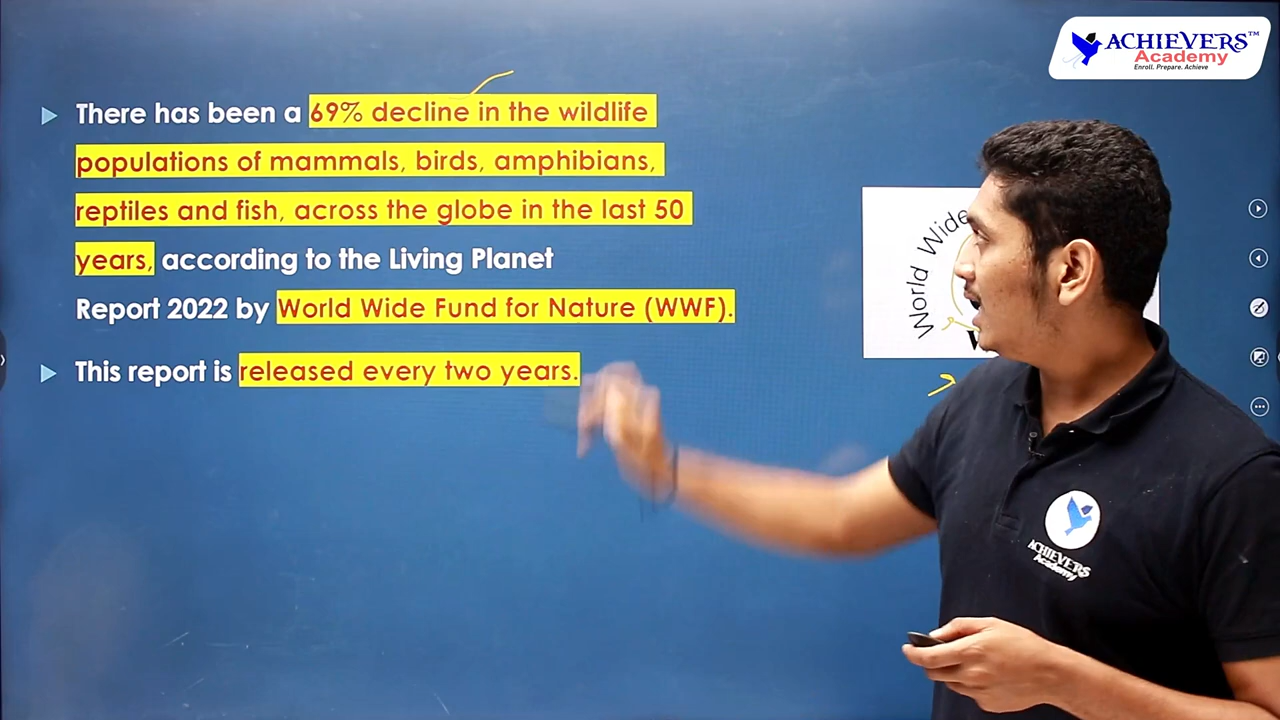 ACHIEVERS™
Academy
Enroll. Prepare. Achieve
There has been a 69% decline in the wildlife
populations of mammals, birds, amphibians,
reptiles and fish, across the globe in the last 50
years, according to the Living Planet
Report 2022 by World Wide Fund for Nature (WWF).
This report is released every two years.
World Wide
ACHIEVERS
Academy